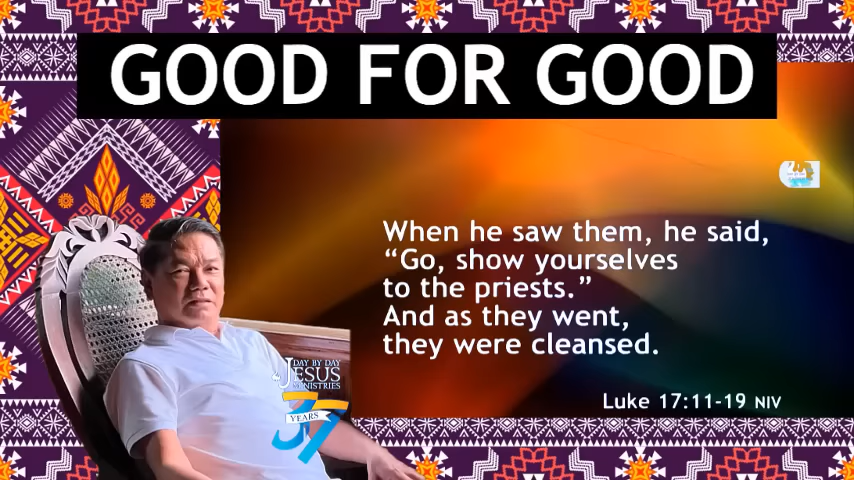 GOOD FOR GOOD
When he saw them, he said,
“Go, show yourselves
to the priests.”
And as they went,
they were cleansed.
Luke 17:11-19 NIV
DAY BY DAY
JESUS
MINISTRIES
37
YEARS